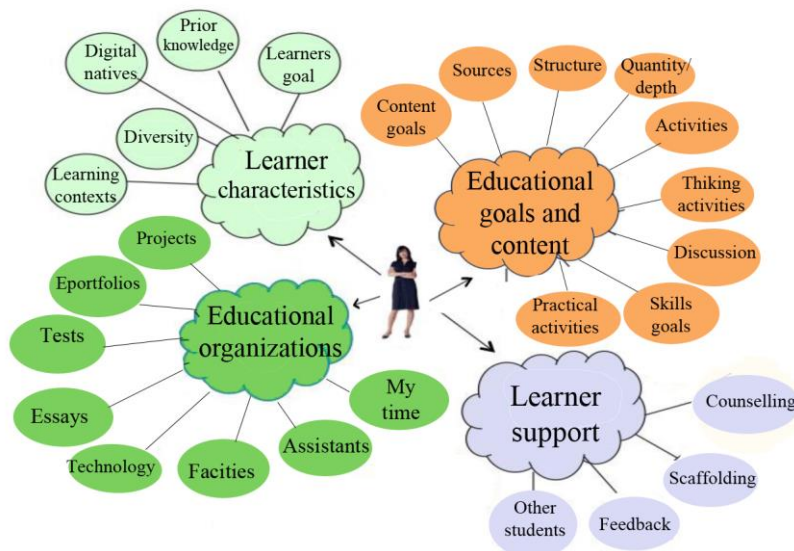 Prior
knowledge
Digital
natives
Learners
goal
Diversity
Learning
contexts
Learner
characteristics
Sources
Structure
Quantity/
depth
Content
goals
Activities
Thiking
activities
Discussion
Skills
goals
Practical
activities
Educational
goals and
content
Projects
Eportfolios
Tests
Essays
Technology
Facities
Assistants
My
time
Educational
organizations
Learner
support
Counselling
Scaffolding
Feedback
Other
students